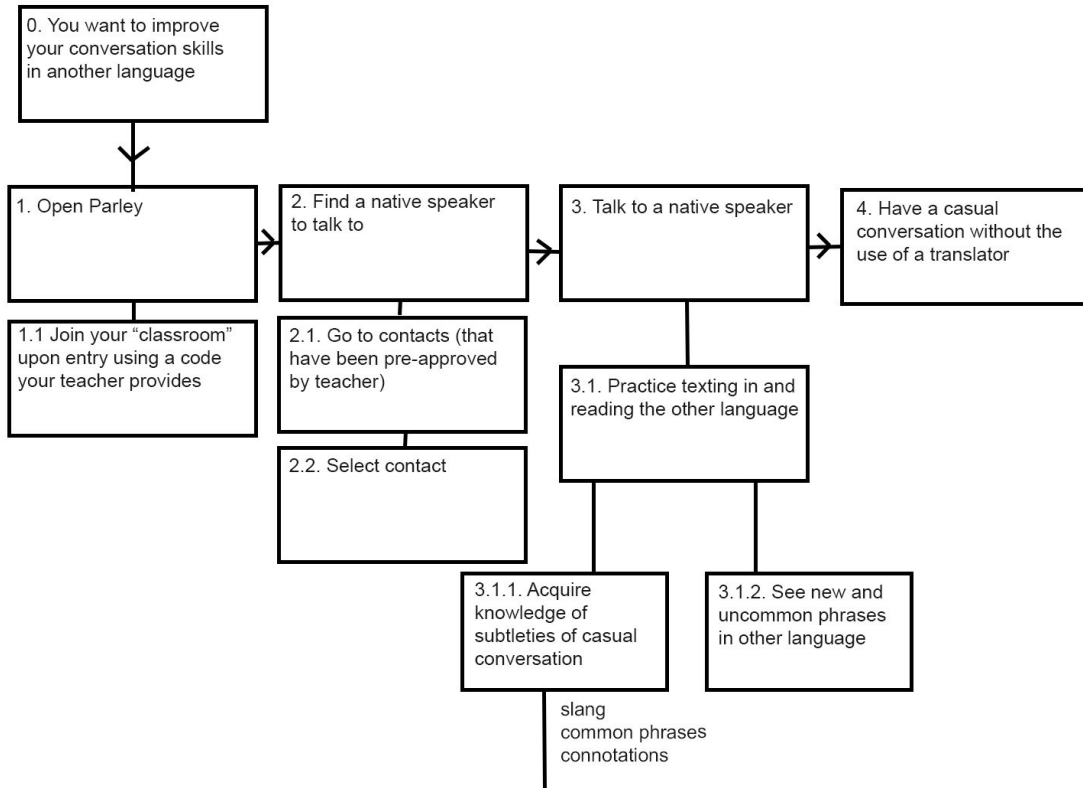 0. You want to improve
your conversation skills
in another language
1. Open Parley
2. Find a native speaker
to talk to
3. Talk to a native speaker
4. Have a casual
conversation without the
use of a translator
1.1 Join your “classroom”
upon entry using a code
your teacher provides
2.1. Go to contacts (that
have been pre-approved
by teacher)
2.2. Select contact
3.1. Practice texting in and
reading the other language
3.1.1. Acquire
knowledge of
subtleties of casual
conversation
3.1.2. See new and
uncommon phrases
in other language
slang
common phrases
connotations